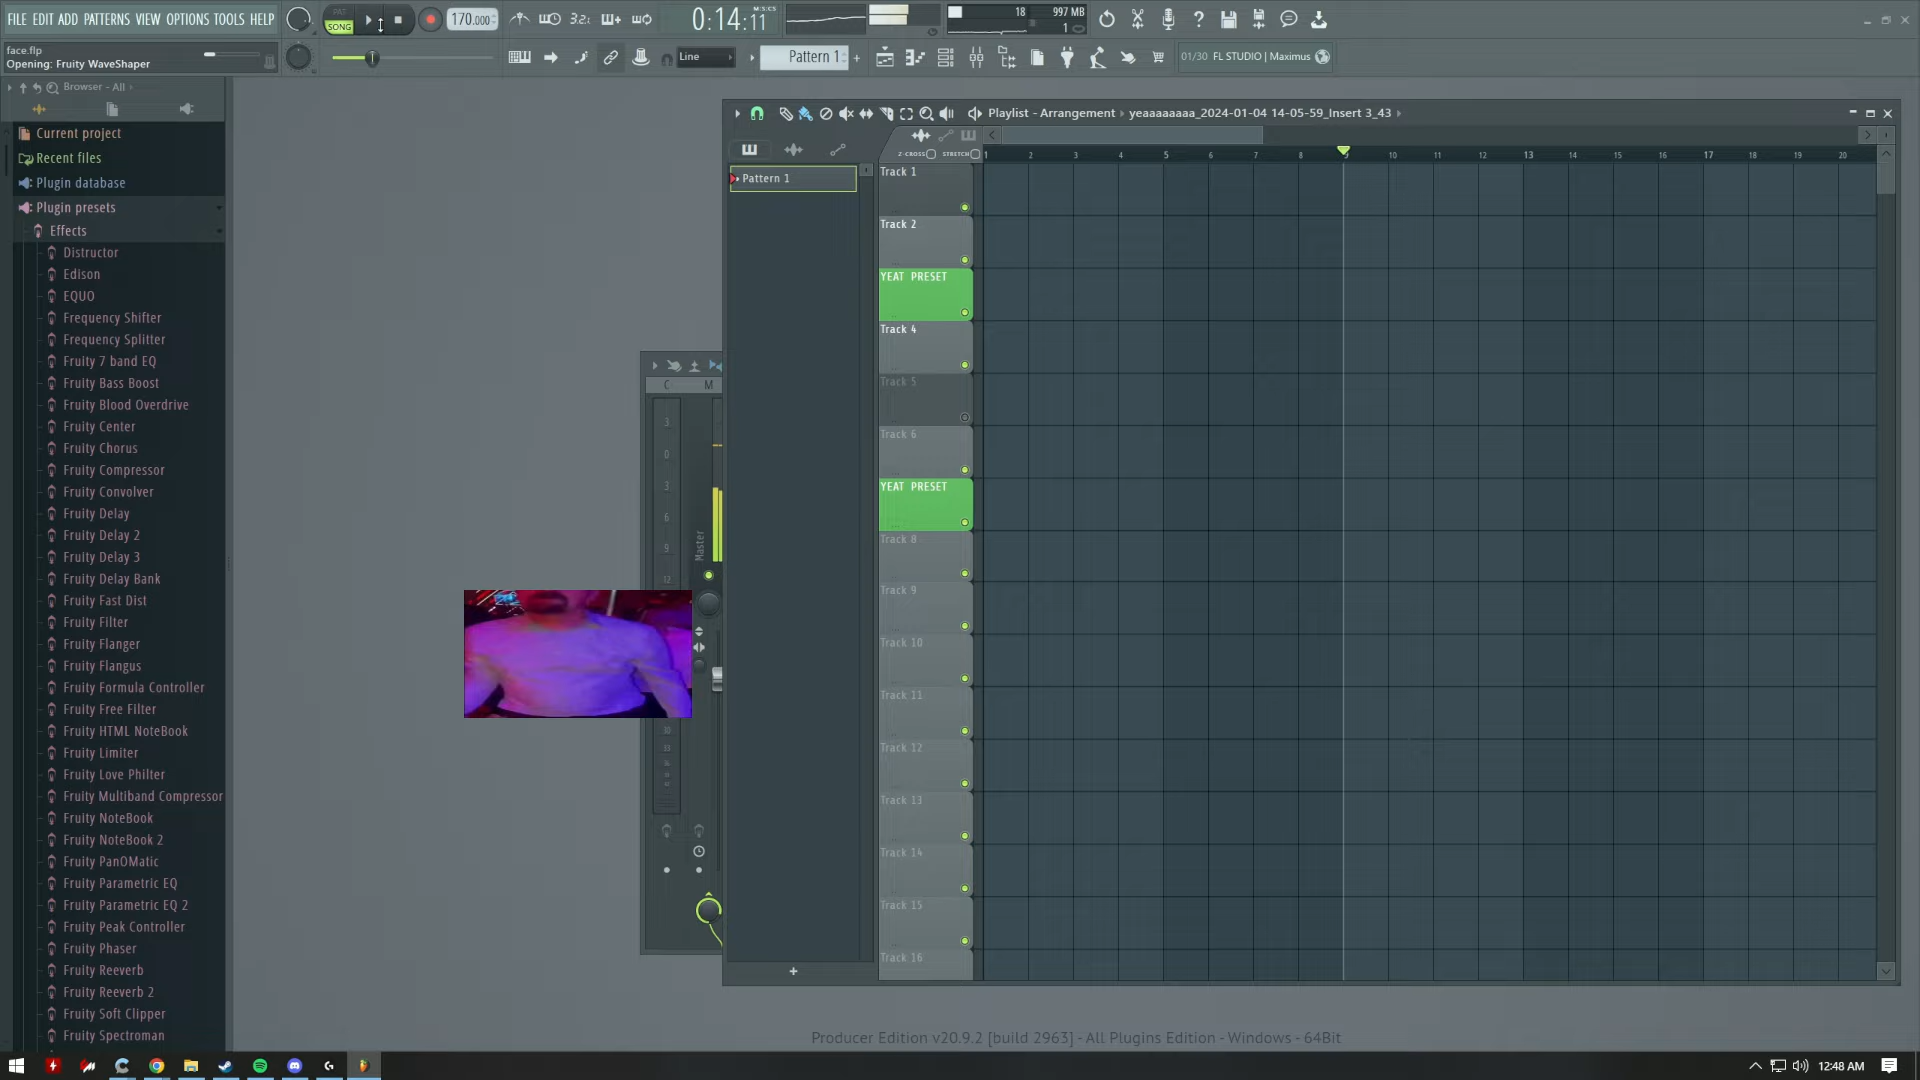 FILE EDIT ADD PATTERNS VIEW OPTIONS TOOLS HELP
PAT
SONG
170.000
3.2.
0:14:11
M:S:CS
18
997 MB
1
face.flp
Opening: Fruity WaveShaper
Line
Pattern 1
01/30 FL STUDIO | Maximus
Browser - All
Current project
Recent files
Plugin database
Plugin presets
Effects
Distructor
Edison
EQUO
Frequency Shifter
Frequency Splitter
Fruity 7 band EQ
Fruity Bass Boost
Fruity Blood Overdrive
Fruity Center
Fruity Chorus
Fruity Compressor
Fruity Convolver
Fruity Delay
Fruity Delay 2
Fruity Delay 3
Fruity Delay Bank
Fruity Fast Dist
Fruity Filter
Fruity Flanger
Fruity Flangus
Fruity Formula Controller
Fruity Free Filter
Fruity HTML NoteBook
Fruity Limiter
Fruity Love Philter
Fruity Multiband Compressor
Fruity NoteBook
Fruity NoteBook 2
Fruity PanOMatic
Fruity Parametric EQ
Fruity Parametric EQ 2
Fruity Peak Controller
Fruity Phaser
Fruity Reeverb
Fruity Reeverb 2
Fruity Soft Clipper
Fruity Spectroman
C M
3
0
3
6
9
12
30
33
Master
Playlist - Arrangement › yeaaaaaaaa_2024-01-04 14-05-59_Insert 3_43 ›
Z-CROSS STRETCH
1 2 3 4 5 6 7 8 9 10 11 12 13 14 15 16 17 18 19 20
Pattern 1
Track 1
Track 2
YEAT PRESET
Track 4
Track 5
Track 6
YEAT PRESET
Track 8
Track 9
Track 10
Track 11
Track 12
Track 13
Track 14
Track 15
Track 16
Producer Edition v20.9.2 [build 2963] - All Plugins Edition - Windows - 64Bit
12:48 AM